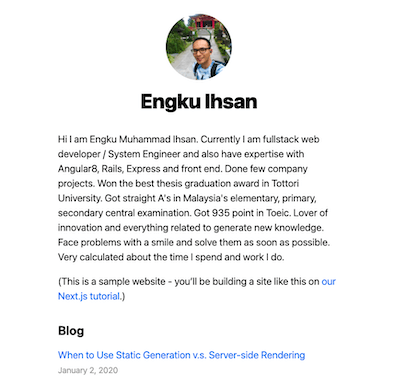 Engku Ihsan
Hi I am Engku Muhammad Ihsan. Currently I am fullstack web
developer / System Engineer and also have expertise with
Angular8, Rails, Express and front end. Done few company
projects. Won the best thesis graduation award in Tottori
University. Got straight A's in Malaysia's elementary, primary,
secondary central examination. Got 935 point in Toeic. Lover of
innovation and everything related to generate new knowledge.
Face problems with a smile and solve them as soon as possible.
Very calculated about the time I spend and work I do.
(This is a sample website - you’ll be building a site like this on our
Next.js tutorial.)
Blog
When to Use Static Generation v.s. Server-side Rendering
January 2, 2020